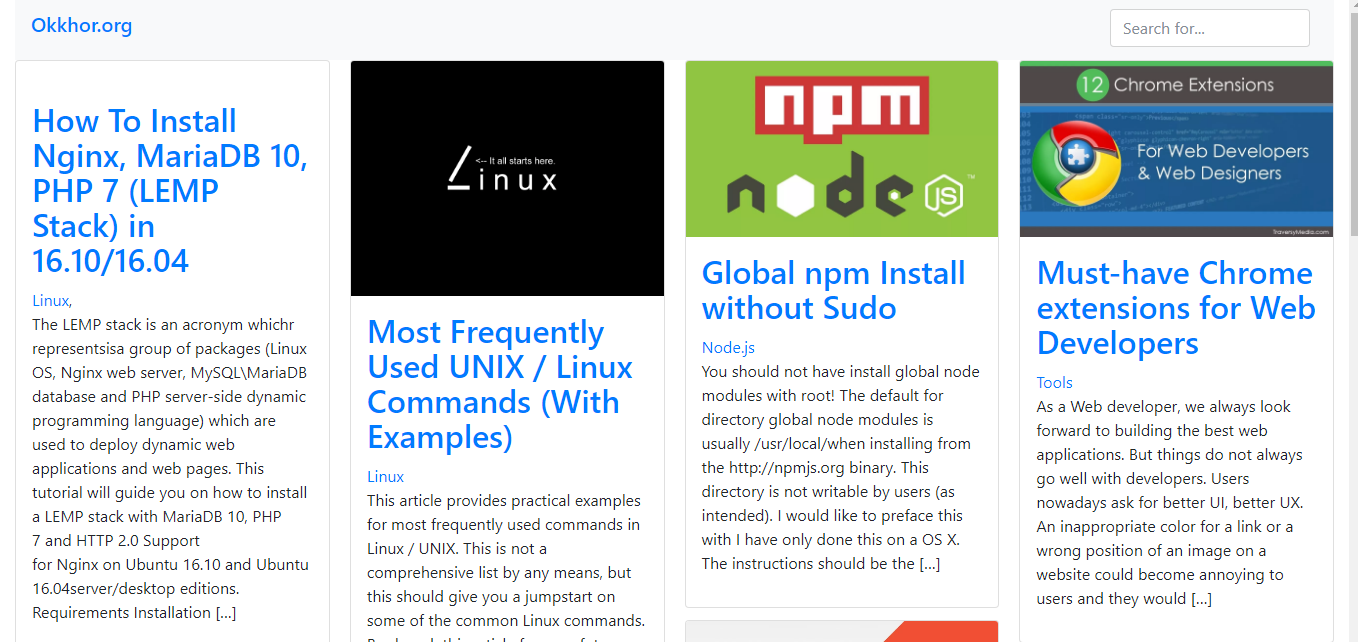 Okkhor.org
Search for...
How To Install
Nginx, MariaDB 10,
PHP 7 (LEMP
Stack) in
16.10/16.04
Linux,
The LEMP stack is an acronym whichr
representsisa group of packages (Linux
OS, Nginx web server, MySQL\MariaDB
database and PHP server-side dynamic
programming language) which are
used to deploy dynamic web
applications and web pages. This
tutorial will guide you on how to install
a LEMP stack with MariaDB 10, PHP
7 and HTTP 2.0 Support
for Nginx on Ubuntu 16.10 and Ubuntu
16.04server/desktop editions.
Requirements Installation [...]
<-- It all starts here.
Linux
Most Frequently
Used UNIX / Linux
Commands (With
Examples)
Linux
This article provides practical examples
for most frequently used commands in
Linux / UNIX. This is not a
comprehensive list by any means, but
this should give you a jumpstart on
some of the common Linux commands.
npm
node JS ™
Global npm Install
without Sudo
Node.js
You should not have install global node
modules with root! The default for
directory global node modules is
usually /usr/local/when installing from
the http://npmjs.org binary. This
directory is not writable by users (as
intended). I would like to preface this
with I have only done this on a OS X.
The instructions should be the [...]
12 Chrome Extensions
For Web Developers
& Web Designers
TraversyMedia.com
Must-have Chrome
extensions for Web
Developers
Tools
As a Web developer, we always look
forward to building the best web
applications. But things do not always
go well with developers. Users
nowadays ask for better UI, better UX.
An inappropriate color for a link or a
wrong position of an image on a
website could become annoying to
users and they would [...]